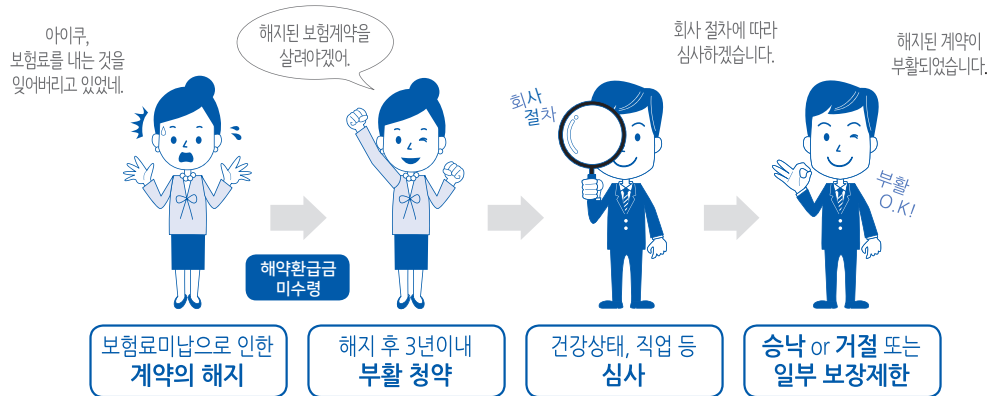 아이쿠,
보험료를 내는 것을
잊어버리고 있었네.
해지된 보험계약을
살려야겠어.
회사 절차에 따라
심사하겠습니다.
해지된 계약이
부활되었습니다.
회사
절차
부활
O.K!
해약환급금
미수령
보험료미납으로 인한
계약의 해지
해지 후 3년이내
부활 청약
건강상태, 직업 등
심사
승낙 or 거절 또는
일부 보장제한